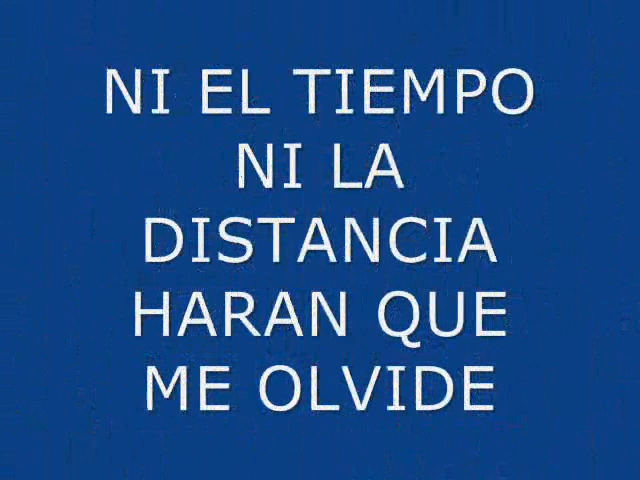 NI EL TIEMPO
NI LA
DISTANCIA
HARAN QUE
ME OLVIDE